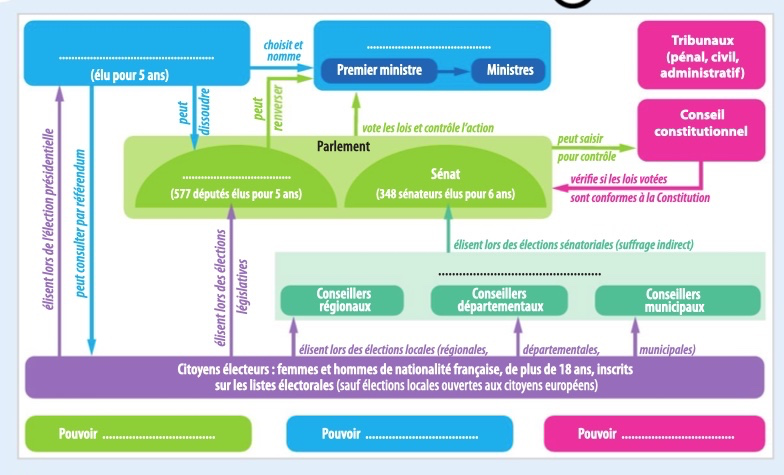 ..................................................
(élu pour 5 ans)
choisit et
nomme
........................................
Premier ministre
Ministres
Tribunaux
(pénal, civil,
administratif)
Conseil
constitutionnel
peut
dissoudre
peut
renverser
vote les lois et contrôle l'action
Parlement
..................................
(577 députés élus pour 5 ans)
Sénat
(348 sénateurs élus pour 6 ans)
peut saisir
pour contrôle
vérifie si les lois votées
sont conformes à la Constitution
élisent lors de l'élection présidentielle
peut consulter par référendum
élisent lors des élections
législatives
élisent lors des élections sénatoriales (suffrage indirect)
..................................................
Conseillers
régionaux
Conseillers
départementaux
Conseillers
municipaux
élisent lors des élections locales (régionales, départementales, municipales)
Citoyens électeurs : femmes et hommes de nationalité française, de plus de 18 ans, inscrits
sur les listes électorales (sauf élections locales ouvertes aux citoyens européens)
Pouvoir ....................................
Pouvoir ....................................
Pouvoir ....................................